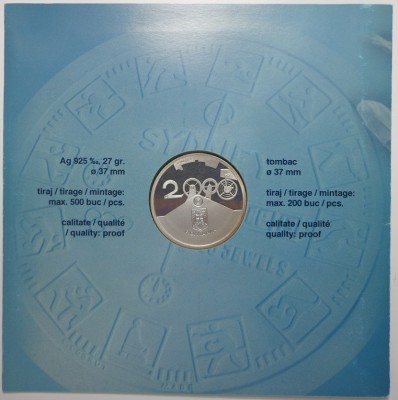 SYDNEY
Ag 925 ‰, 27 gr.
ø 37 mm
tiraj / tirage / mintage:
max. 500 buc / pcs.
calitate / qualité
/ quality: proof
2000
tombac
ø 37 mm
tiraj / tirage / mintage:
max. 200 buc / pcs.
calitate / qualité
quality: proof
JEWELS